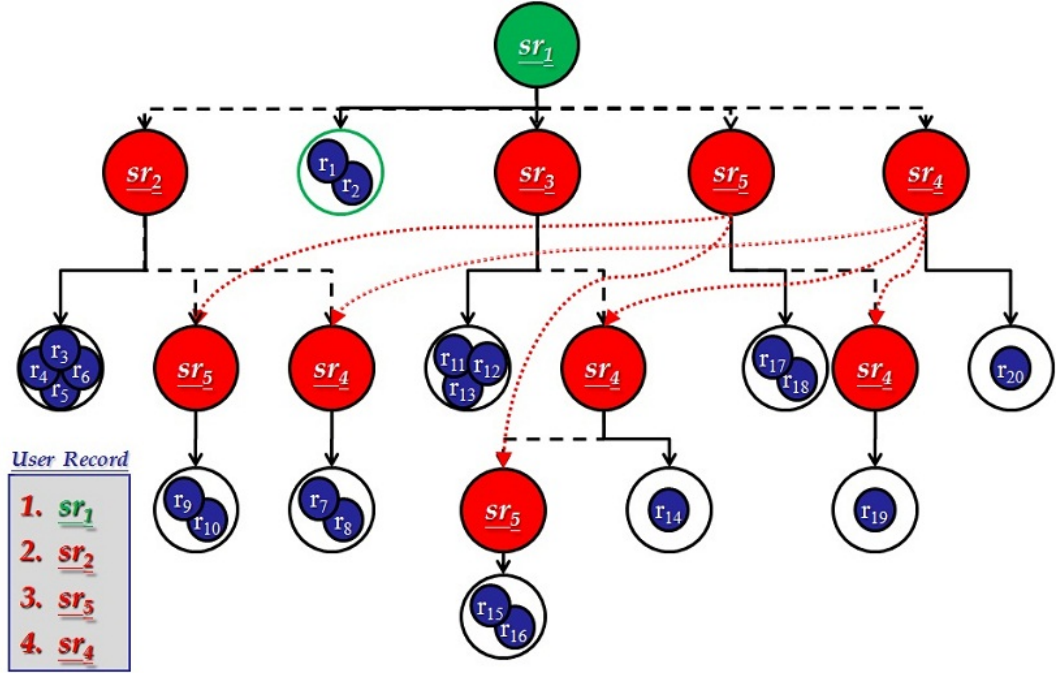 sr1
sr2
r1
r2
sr3
sr5
sr4
r3
r4
r6
r5
sr5
sr4
r11
r12
r13
sr4
r17
r18
sr4
r20
r9
r10
r7
r8
sr5
r14
r19
r15
r16
User Record
1. sr1
2. sr2
3. sr5
4. sr4